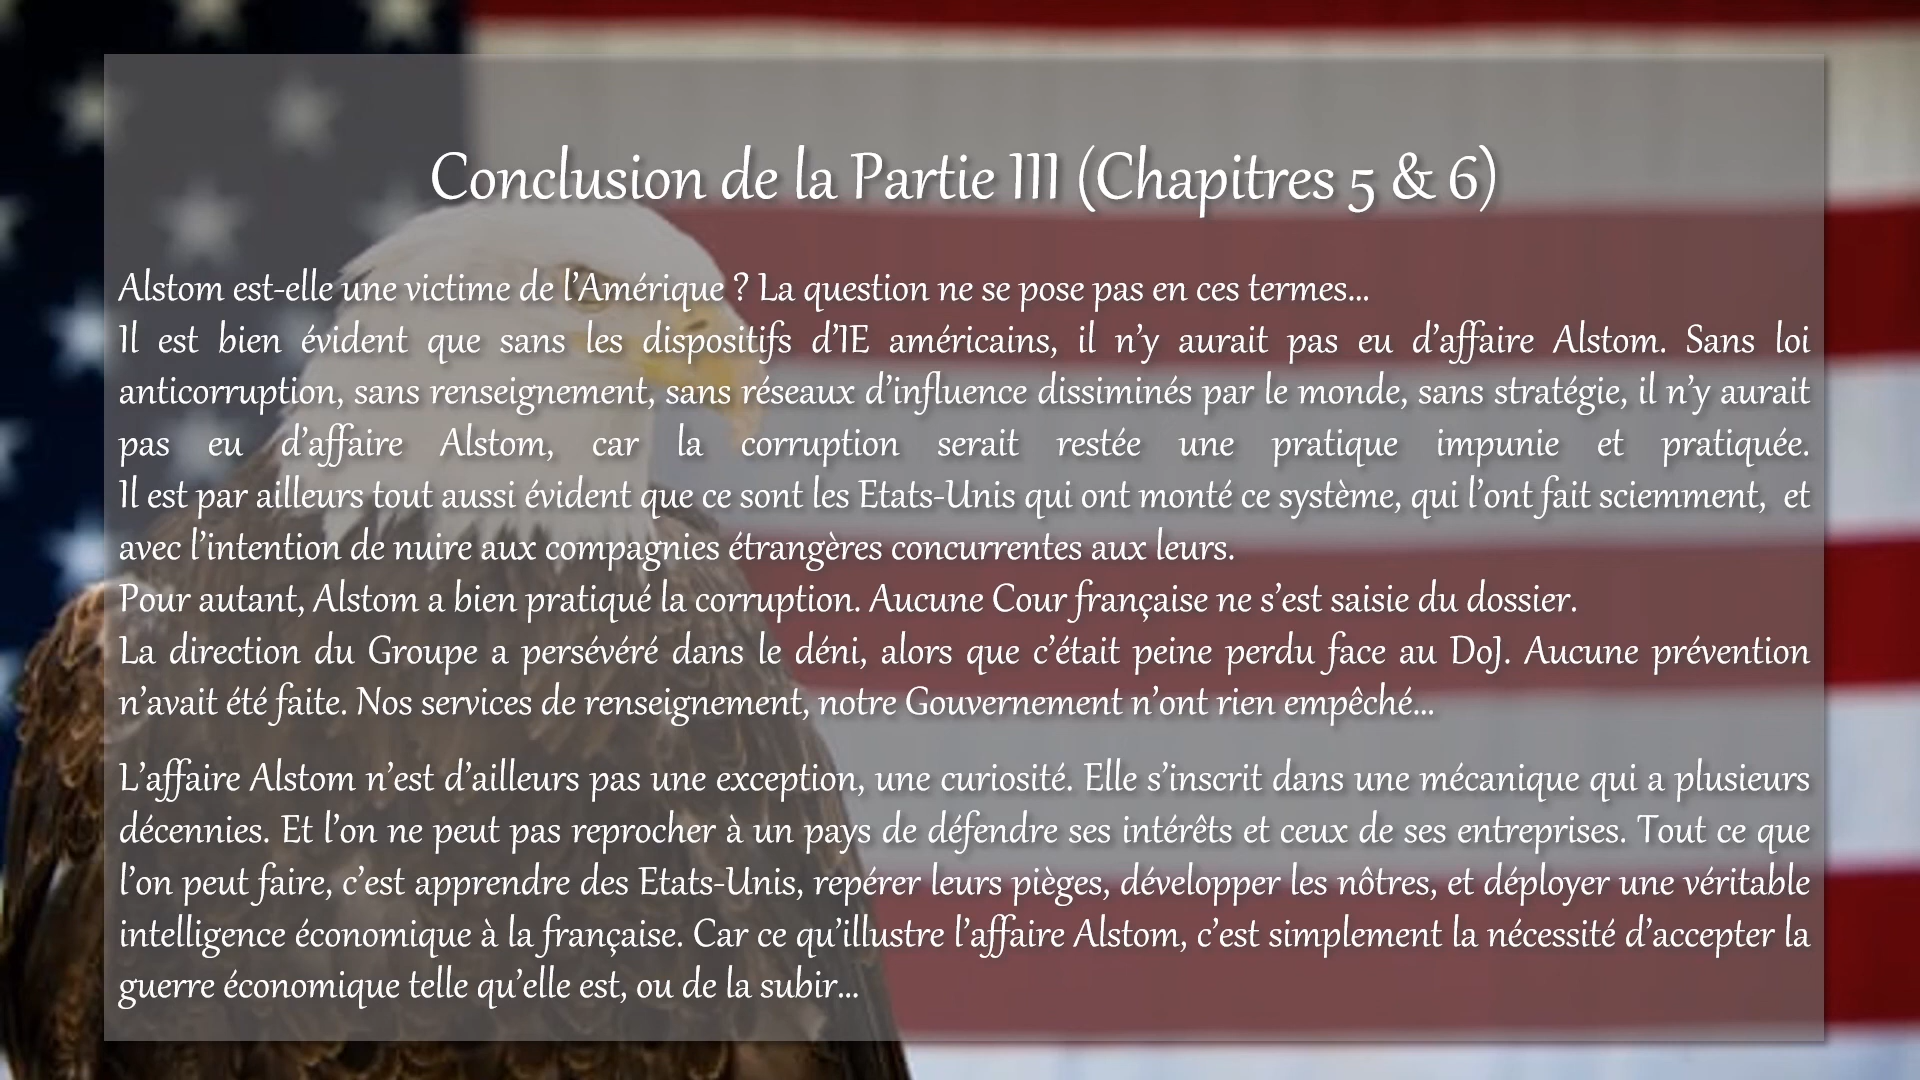 Conclusion de la Partie III (Chapitres 5 & 6)
Alstom est-elle une victime de l’Amérique ? La question ne se pose pas en ces termes…
Il est bien évident que sans les dispositifs d’IE américains, il n’y aurait pas eu d’affaire Alstom. Sans loi
anticorruption, sans renseignement, sans réseaux d’influence dissiminés par le monde, sans stratégie, il n’y aurait
pas eu d’affaire Alstom, car la corruption serait restée une pratique impunie et pratiquée.
Il est par ailleurs tout aussi évident que ce sont les Etats-Unis qui ont monté ce système, qui l’ont fait sciemment, et
avec l’intention de nuire aux compagnies étrangères concurrentes aux leurs.
Pour autant, Alstom a bien pratiqué la corruption. Aucune Cour française ne s’est saisie du dossier.
La direction du Groupe a persévéré dans le déni, alors que c’était peine perdu face au DoJ. Aucune prévention
n’avait été faite. Nos services de renseignement, notre Gouvernement n’ont rien empêché…
L’affaire Alstom n’est d’ailleurs pas une exception, une curiosité. Elle s’inscrit dans une mécanique qui a plusieurs
décennies. Et l’on ne peut pas reprocher à un pays de défendre ses intérêts et ceux de ses entreprises. Tout ce que
l’on peut faire, c’est apprendre des Etats-Unis, repérer leurs pièges, développer les nôtres, et déployer une véritable
intelligence économique à la française. Car ce qu’illustre l’affaire Alstom, c’est simplement la nécessité d’accepter la
guerre économique telle qu’elle est, ou de la subir…